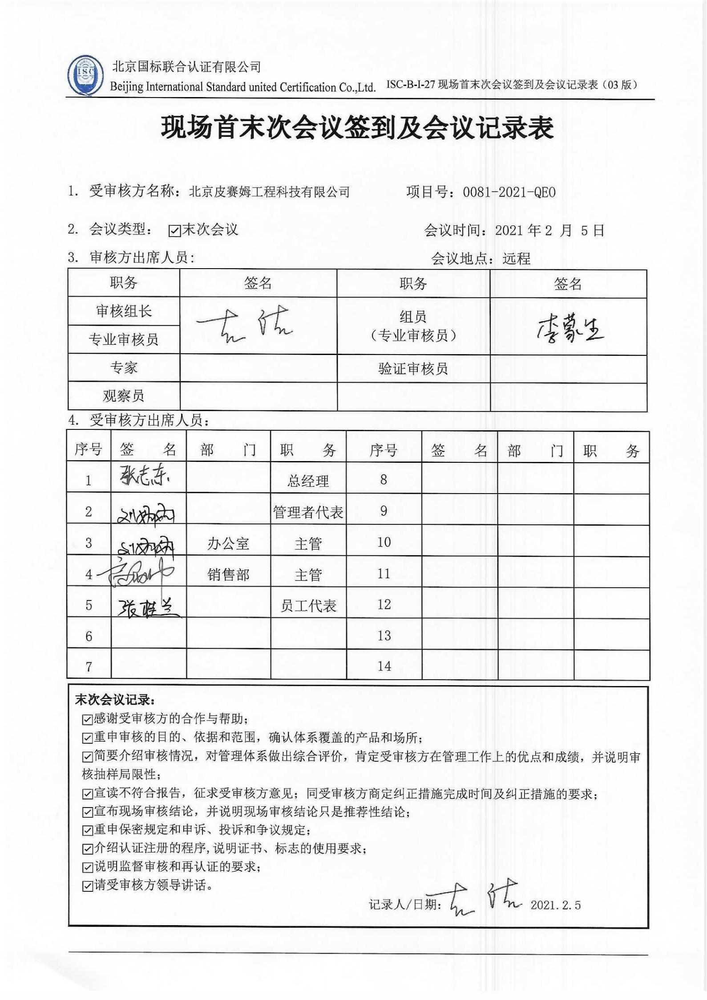 ISC
北京国标联合认证有限公司
Beijing International Standard united Certification Co.,Ltd. ISC-B-I-27 现场首末次会议签到及会议记录表（03 版）
现场首末次会议签到及会议记录表
1. 受审核方名称：北京皮赛姆工程科技有限公司 项目号：0081-2021-QEO
2. 会议类型： ☑末次会议 会议时间：2021 年 2 月 5 日
3. 审核方出席人员： 会议地点：远程
职务 签名 职务 签名
审核组长 组员
专业审核员 （专业审核员） 李蒙生
专家 验证审核员
观察员
4. 受审核方出席人员：
序号 签 名 部 门 职 务 序号 签 名 部 门 职 务
1 张志东 总经理 8
2 管理者代表 9
3 办公室 主管 10
4 销售部 主管 11
5 张桂兰 员工代表 12
6 13
7 14
末次会议记录：
☑感谢受审核方的合作与帮助；
☑重申审核的目的、依据和范围，确认体系覆盖的产品和场所；
☑简要介绍审核情况，对管理体系做出综合评价，肯定受审核方在管理工作上的优点和成绩，并说明审
核抽样局限性；
☑宣读不符合报告，征求受审核方意见；同受审核方商定纠正措施完成时间及纠正措施的要求；
☑宣布现场审核结论，并说明现场审核结论只是推荐性结论；
☑重申保密规定和申诉、投诉和争议规定；
☑介绍认证注册的程序,说明证书、标志的使用要求；
☑说明监督审核和再认证的要求；
☑请受审核方领导讲话。
记录人/日期： 2021.2.5